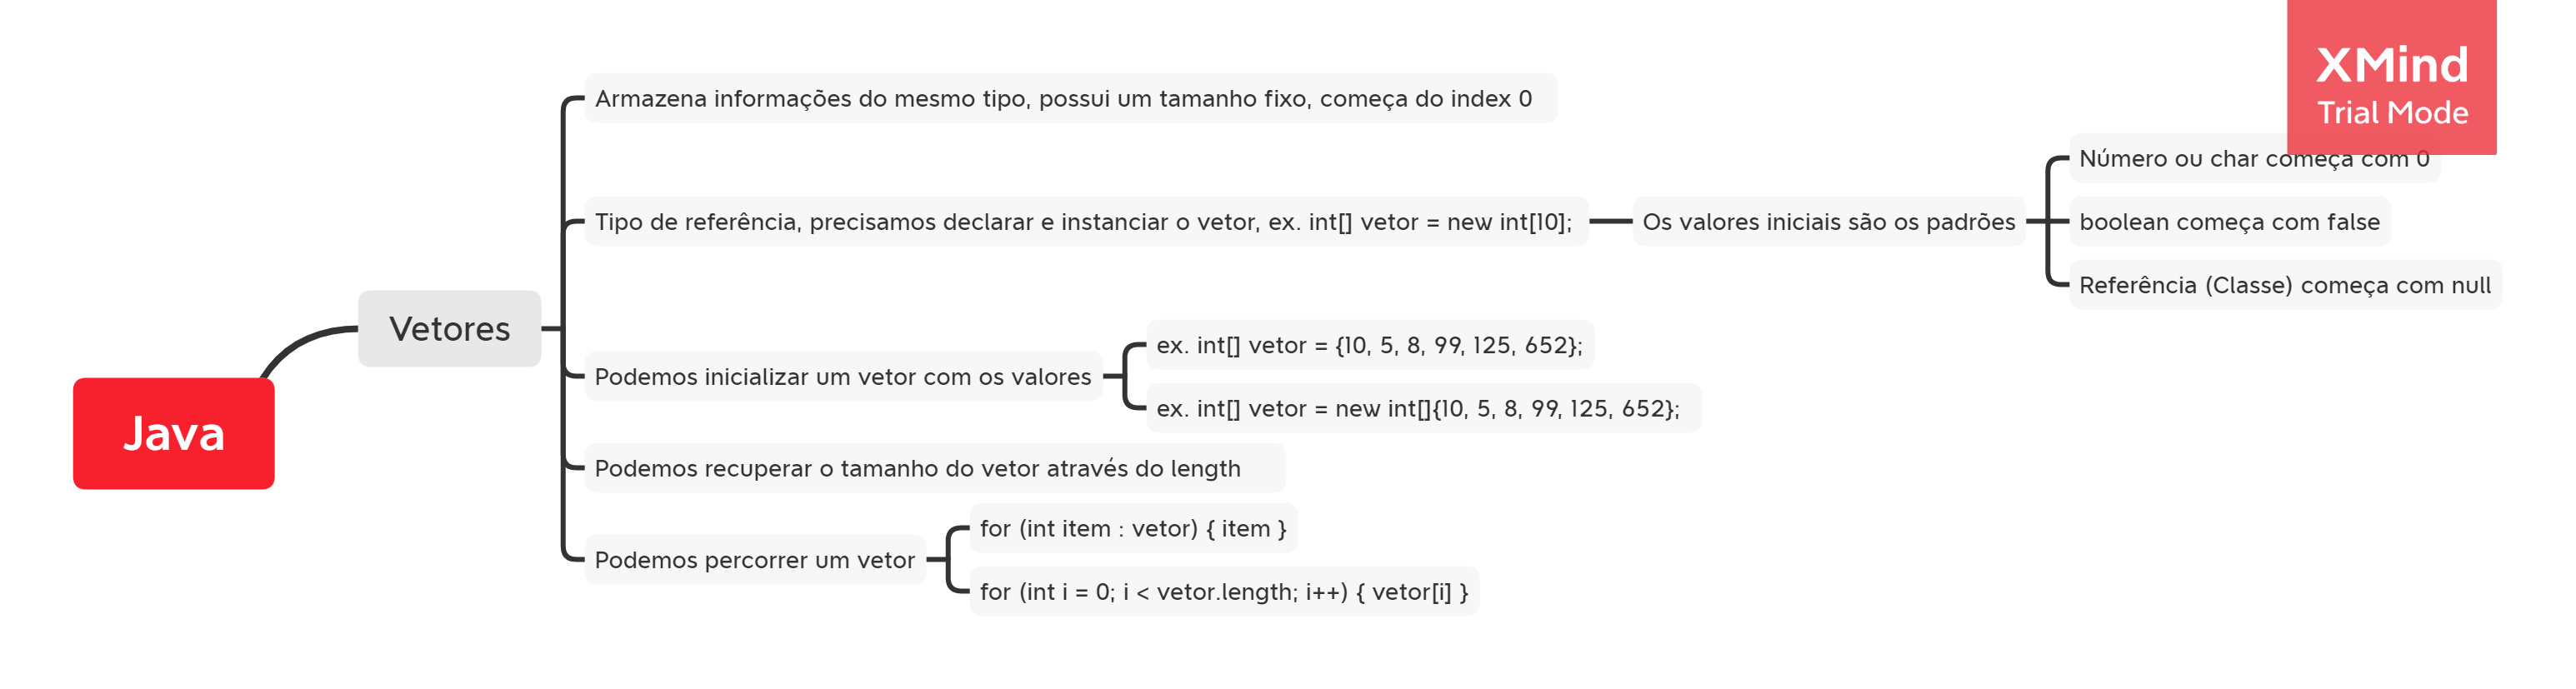 XMind
Trial Mode
Java
Vetores
Armazena informações do mesmo tipo, possui um tamanho fixo, começa do index 0
Tipo de referência, precisamos declarar e instanciar o vetor, ex. int[] vetor = new int[10];
Os valores iniciais são os padrões
Número ou char começa com 0
boolean começa com false
Referência (Classe) começa com null
Podemos inicializar um vetor com os valores
ex. int[] vetor = {10, 5, 8, 99, 125, 652};
ex. int[] vetor = new int[]{10, 5, 8, 99, 125, 652};
Podemos recuperar o tamanho do vetor através do length
Podemos percorrer um vetor
for (int item : vetor) { item }
for (int i = 0; i < vetor.length; i++) { vetor[i] }